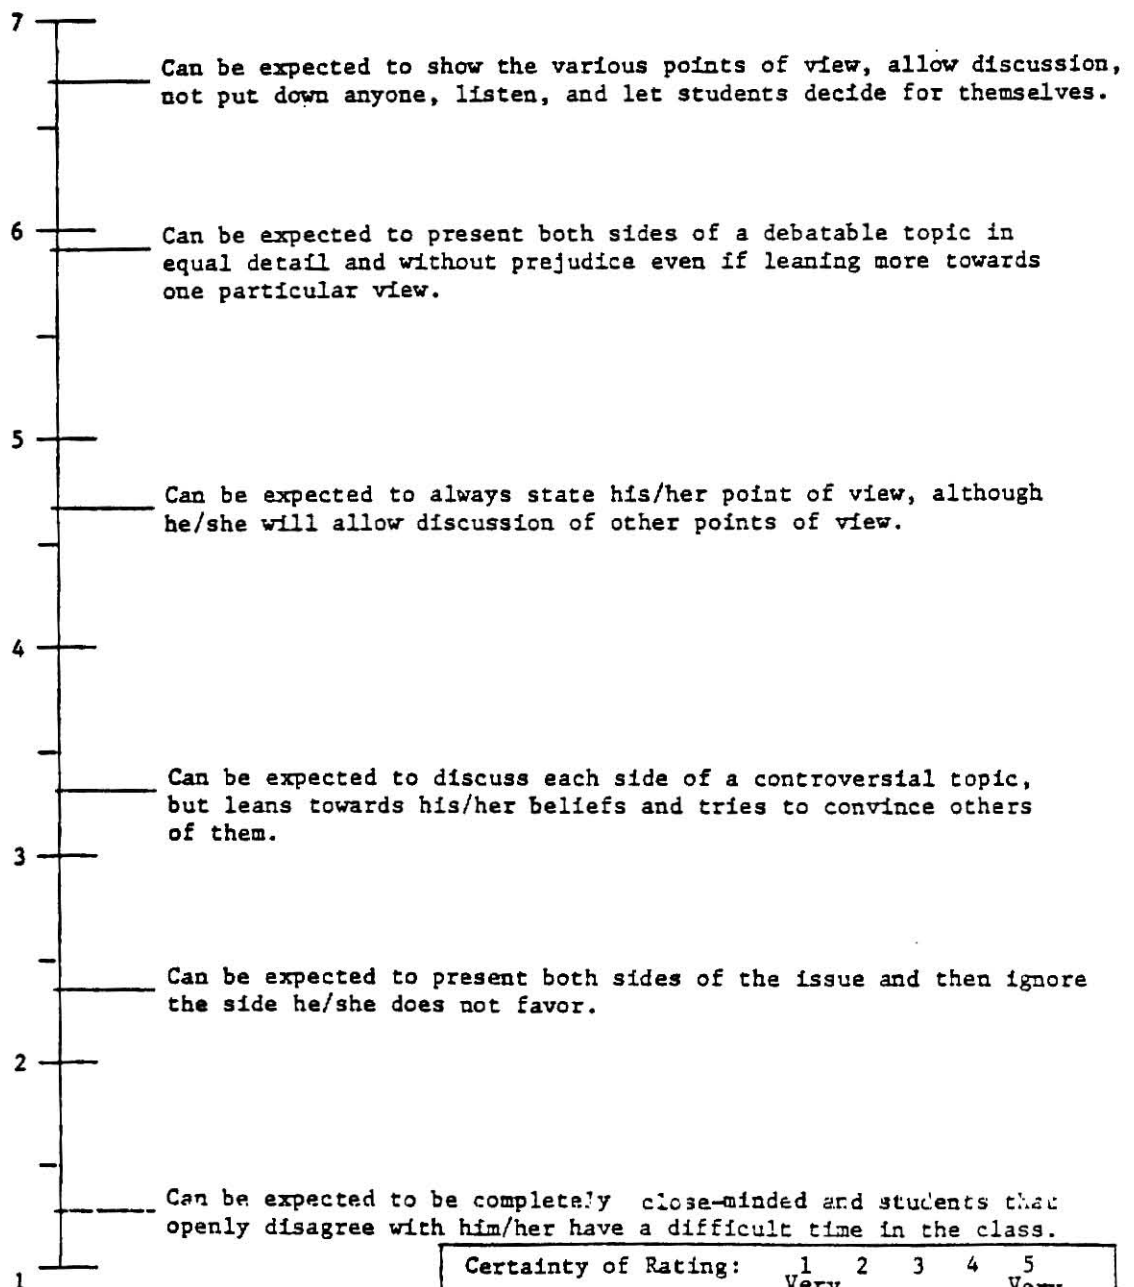 7
Can be expected to show the various points of view, allow discussion,
not put down anyone, listen, and let students decide for themselves.
6
Can be expected to present both sides of a debatable topic in
equal detail and without prejudice even if leaning more towards
one particular view.
5
Can be expected to always state his/her point of view, although
he/she will allow discussion of other points of view.
4
Can be expected to discuss each side of a controversial topic,
but leans towards his/her beliefs and tries to convince others
of them.
3
Can be expected to present both sides of the issue and then ignore
the side he/she does not favor.
2
Can be expected to be completely close-minded and students that
openly disagree with him/her have a difficult time in the class.
1
Certainty of Rating: 1 2 3 4 5
Very Very